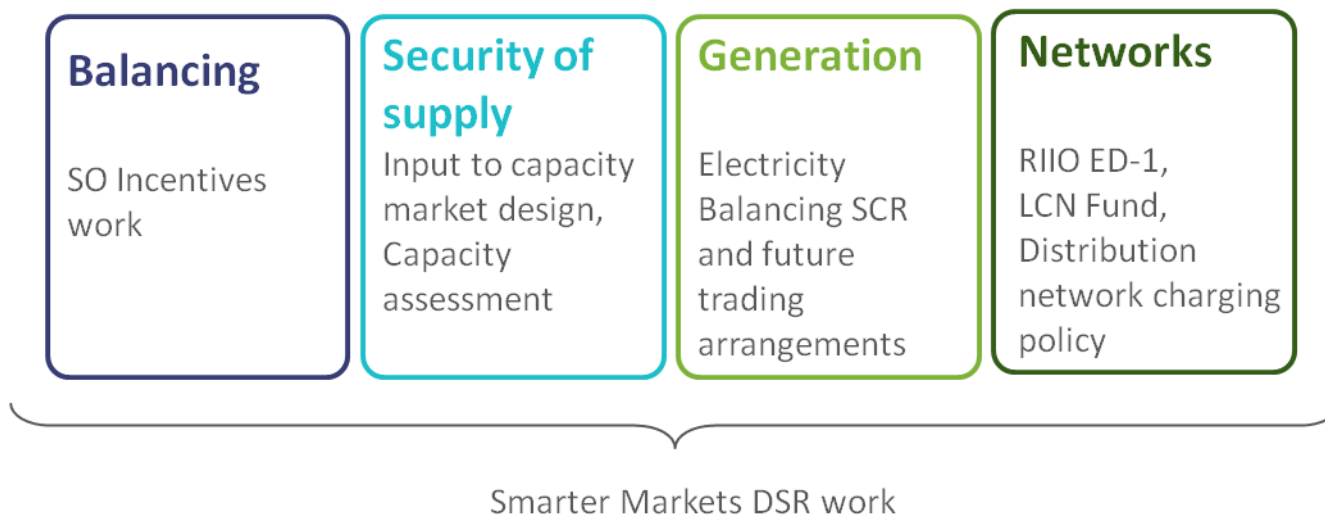 Balancing
SO Incentives
work
Security of
supply
Input to capacity
market design,
Capacity
assessment
Generation
Electricity
Balancing SCR
and future
trading
arrangements
Networks
RIIO ED-1,
LCN Fund,
Distribution
network charging
policy
Smarter Markets DSR work